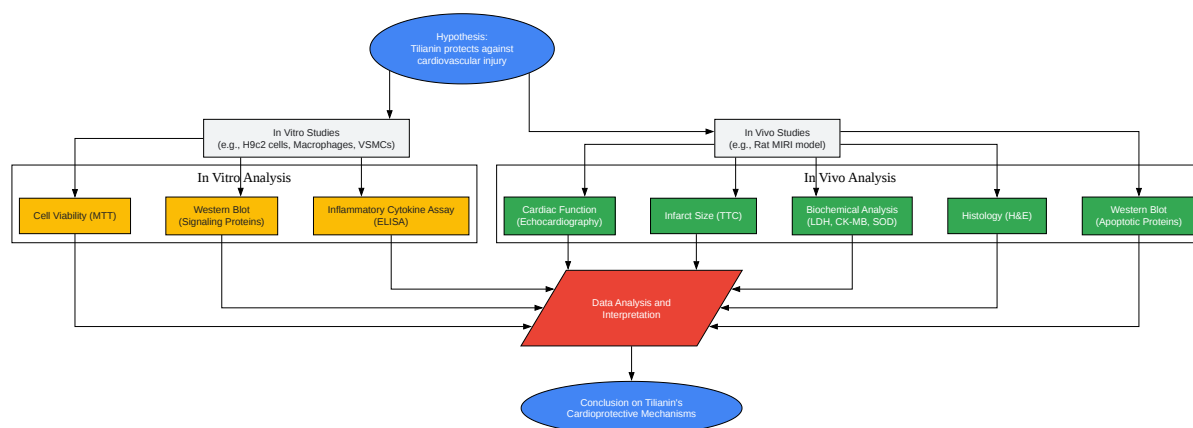 Hypothesis:
Tilianin protects against
cardiovascular injury
In Vitro Studies
(e.g., H9c2 cells, Macrophages, VSMCs)
In Vivo Studies
(e.g., Rat MIRI model)
In Vitro Analysis
In Vivo Analysis
Cell Viability (MTT)
Western Blot
(Signaling Proteins)
Inflammatory Cytokine Assay
(ELISA)
Cardiac Function
(Echocardiography)
Infarct Size (TTC)
Biochemical Analysis
(LDH, CK-MB, SOD)
Histology (H&E)
Western Blot
(Apoptotic Proteins)
Data Analysis and
Interpretation
Conclusion on Tilianin's
Cardioprotective Mechanisms